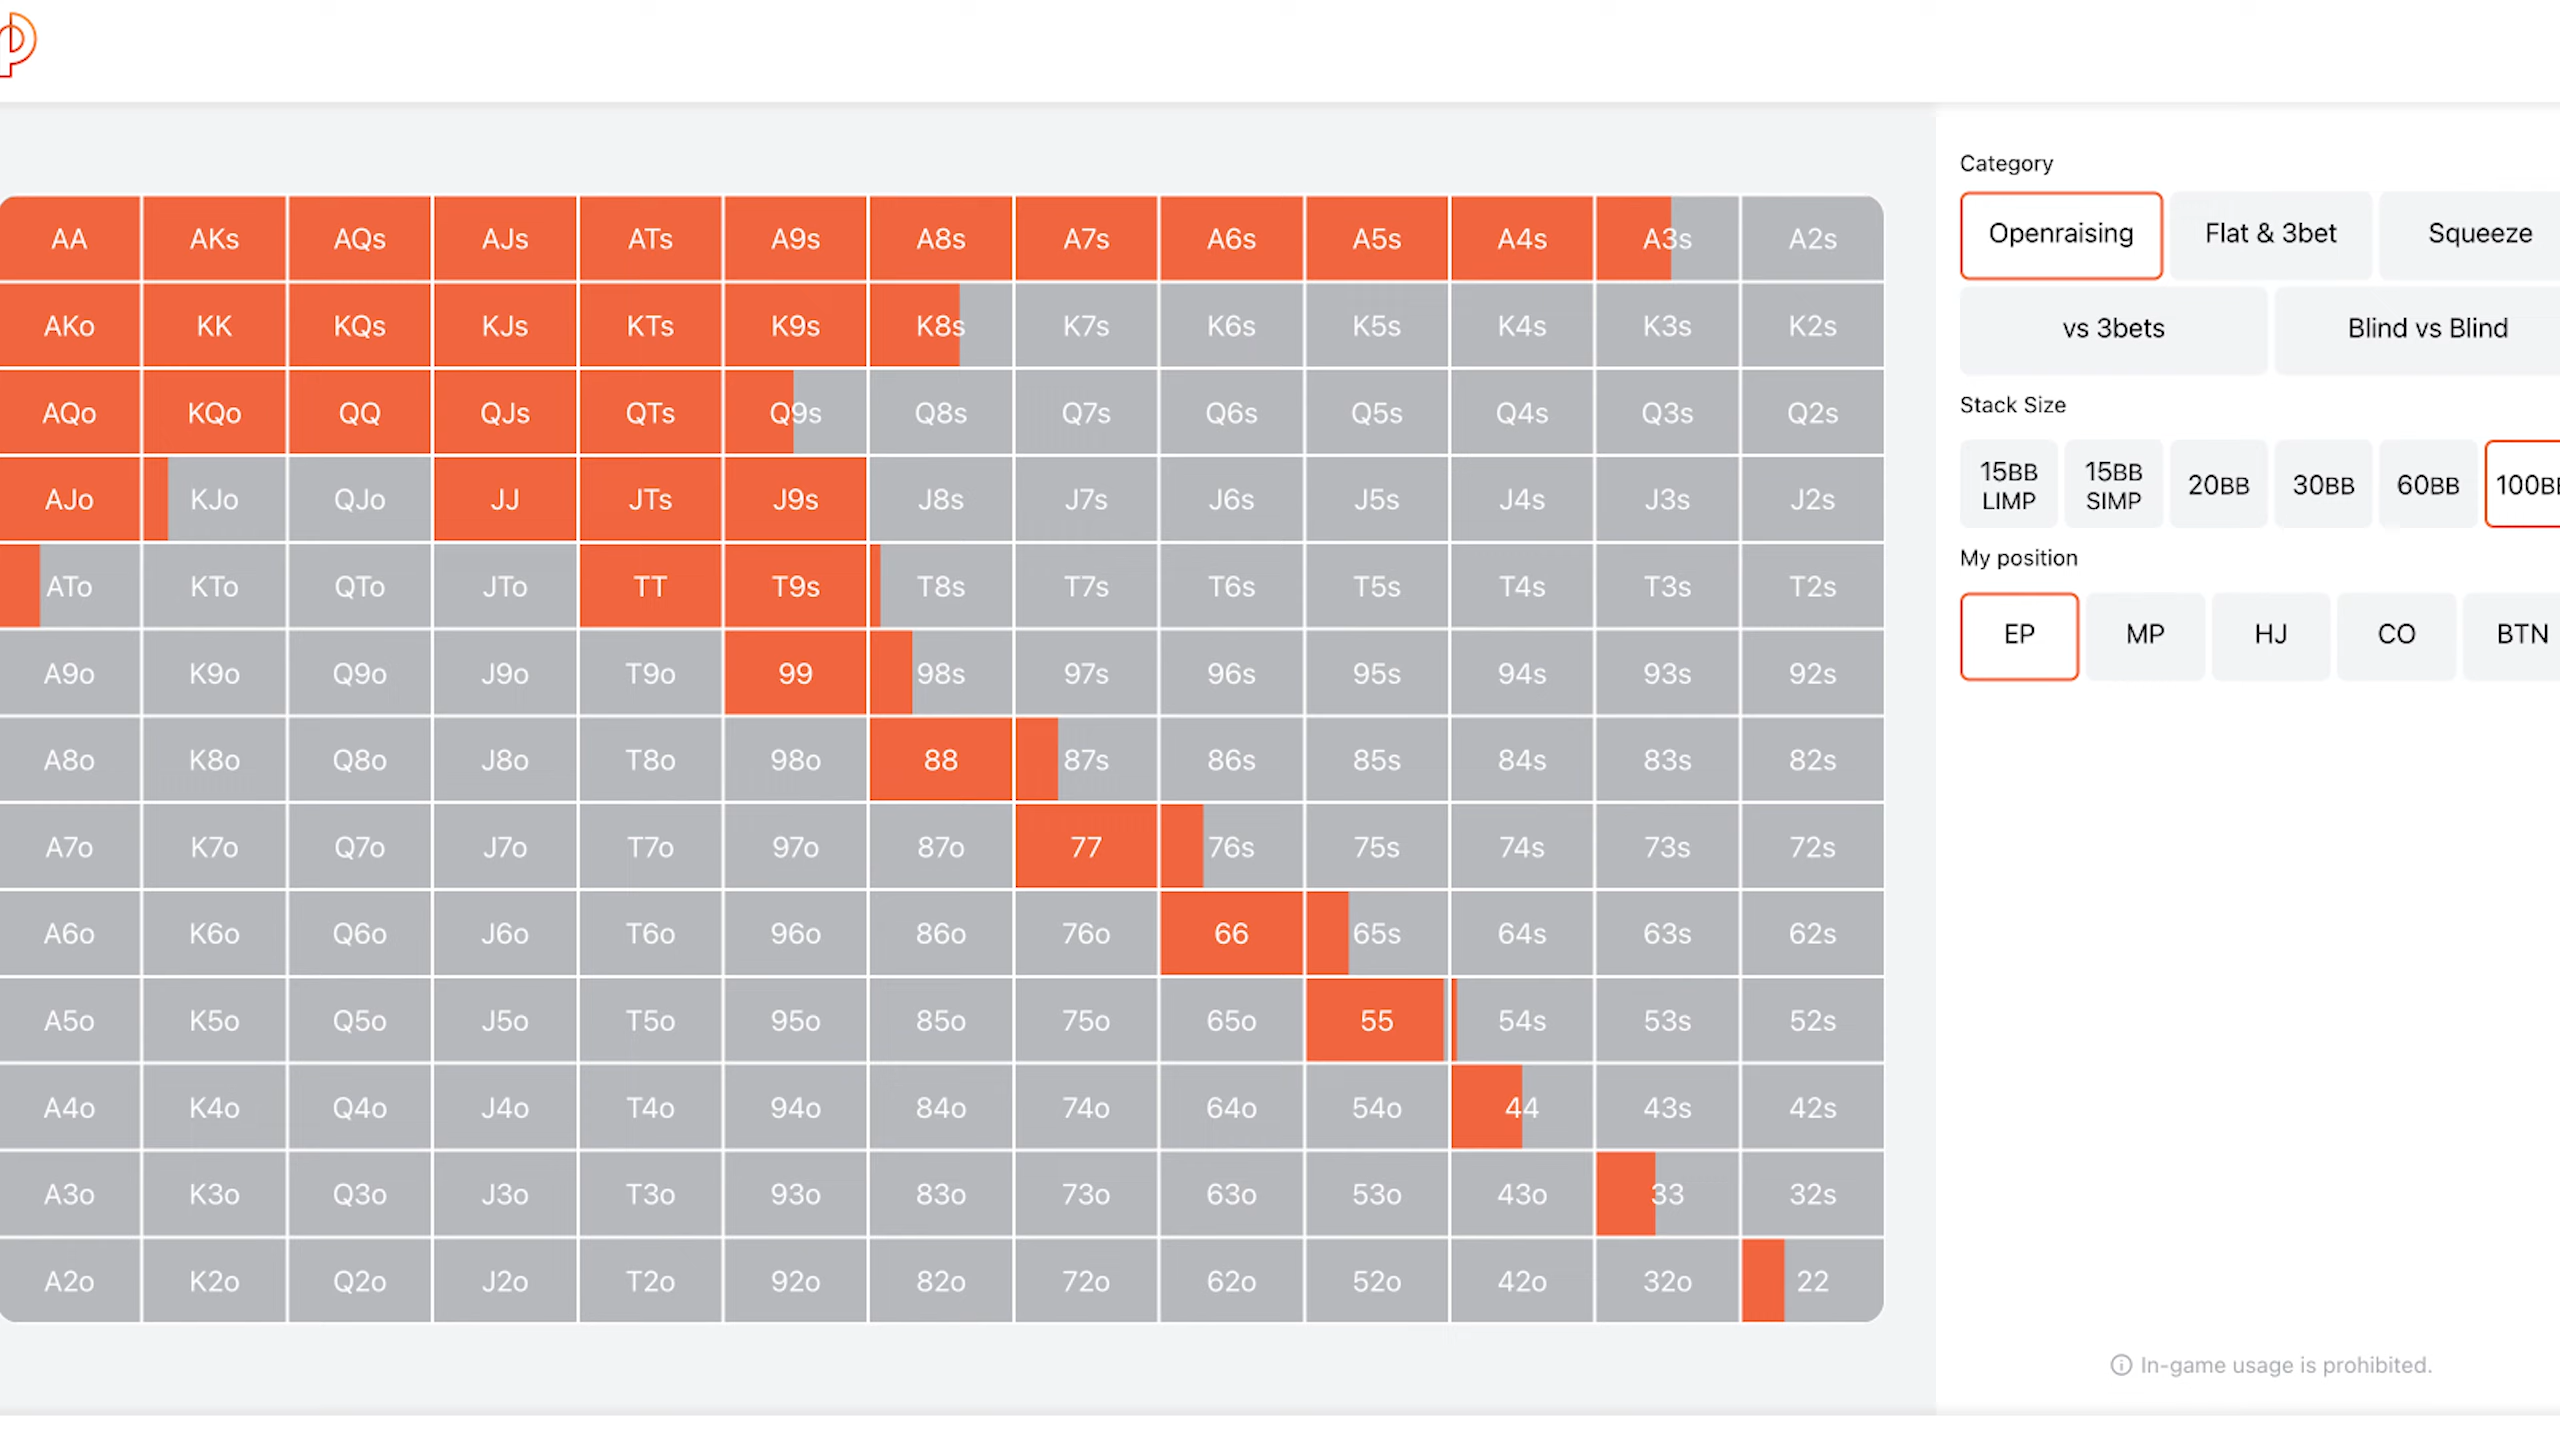 AA AKs AQs AJs ATs A9s A8s A7s A6s A5s A4s A3s A2s
AKo KK KQs KJs KTs K9s K8s K7s K6s K5s K4s K3s K2s
AQo KQo QQ QJs QTs Q9s Q8s Q7s Q6s Q5s Q4s Q3s Q2s
AJo KJo QJo JJ JTs J9s J8s J7s J6s J5s J4s J3s J2s
ATo KTo QTo JTo TT T9s T8s T7s T6s T5s T4s T3s T2s
A9o K9o Q9o J9o T9o 99 98s 97s 96s 95s 94s 93s 92s
A8o K8o Q8o J8o T8o 98o 88 87s 86s 85s 84s 83s 82s
A7o K7o Q7o J7o T7o 97o 87o 77 76s 75s 74s 73s 72s
A6o K6o Q6o J6o T6o 96o 86o 76o 66 65s 64s 63s 62s
A5o K5o Q5o J5o T5o 95o 85o 75o 65o 55 54s 53s 52s
A4o K4o Q4o J4o T4o 94o 84o 74o 64o 54o 44 43s 42s
A3o K3o Q3o J3o T3o 93o 83o 73o 63o 53o 43o 33 32s
A2o K2o Q2o J2o T2o 92o 82o 72o 62o 52o 42o 32o 22
Category
Openraising Flat & 3bet Squeeze
vs 3bets Blind vs Blind
Stack Size
15BB LIMP 15BB SIMP 20BB 30BB 60BB 100BB
My position
EP MP HJ CO BTN
In-game usage is prohibited.